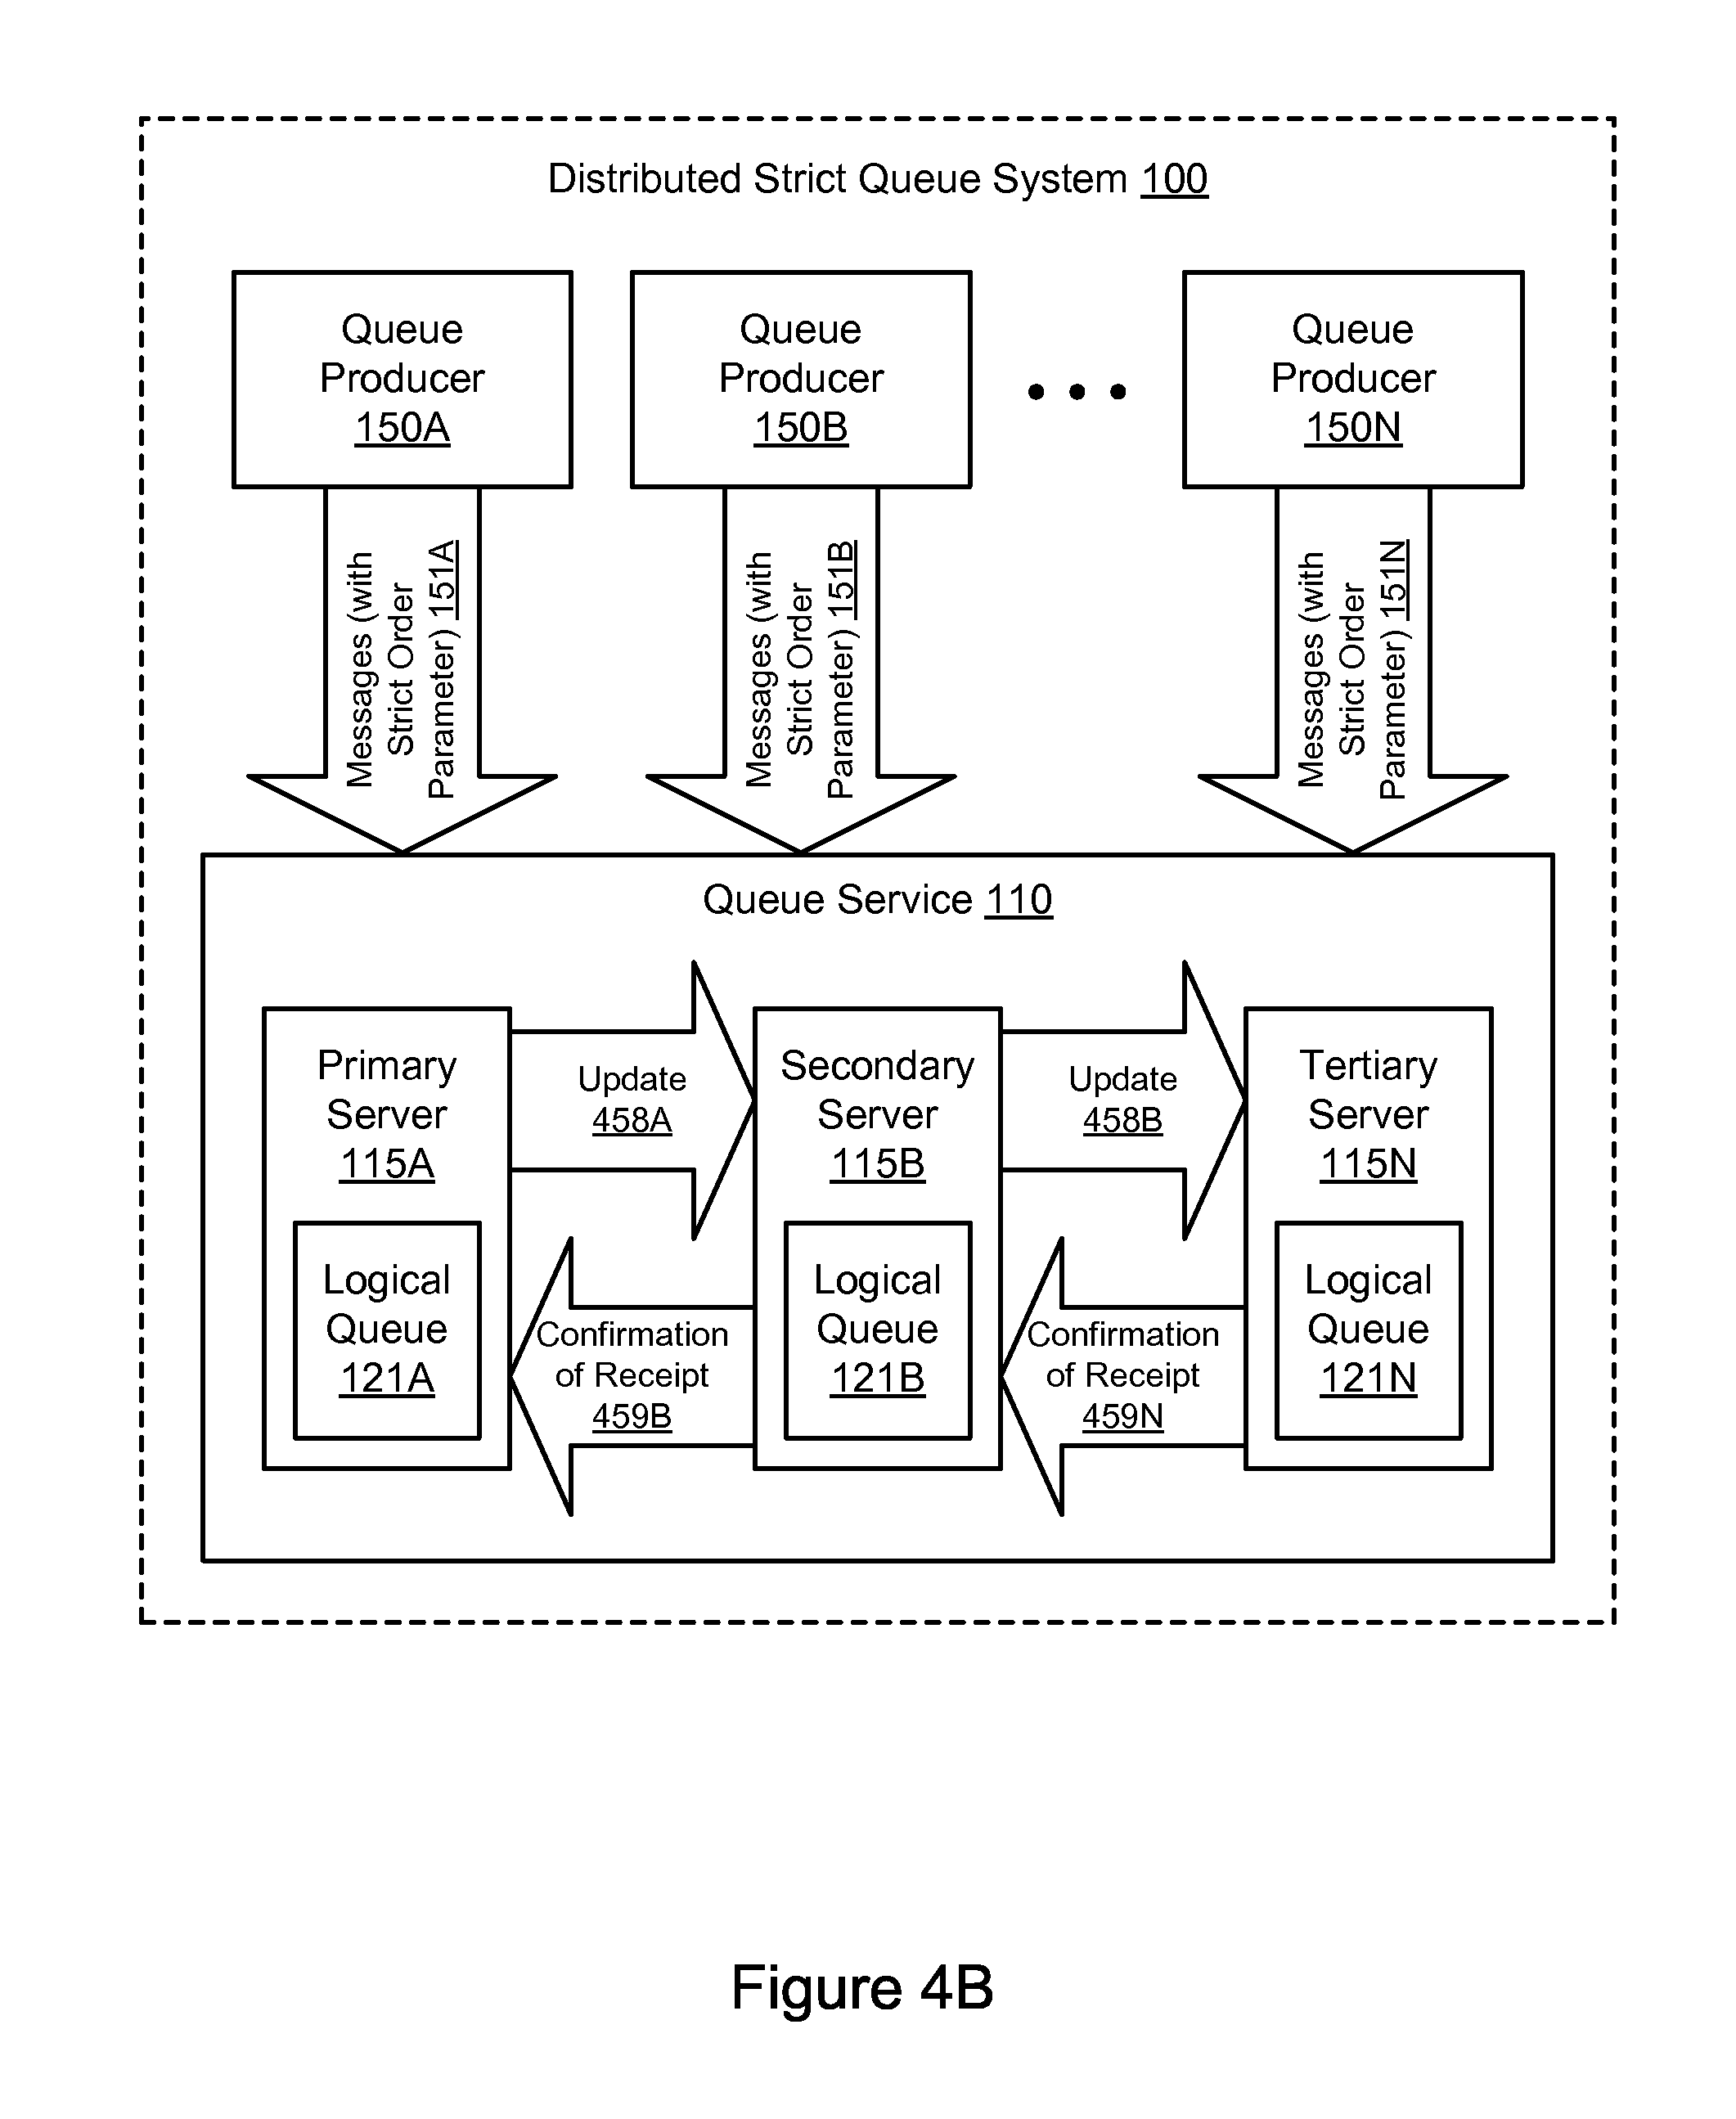 Distributed Strict Queue System 100
Queue
Producer
150A
Queue
Producer
150B
Queue
Producer
150N
Messages (with
Strict Order
Parameter) 151A
Messages (with
Strict Order
Parameter) 151B
Messages (with
Strict Order
Parameter) 151N
Queue Service 110
Primary
Server
115A
Update
458A
Secondary
Server
115B
Update
458B
Tertiary
Server
115N
Logical
Queue
121A
Confirmation
of Receipt
459B
Logical
Queue
121B
Confirmation
of Receipt
459N
Logical
Queue
121N
Figure 4B